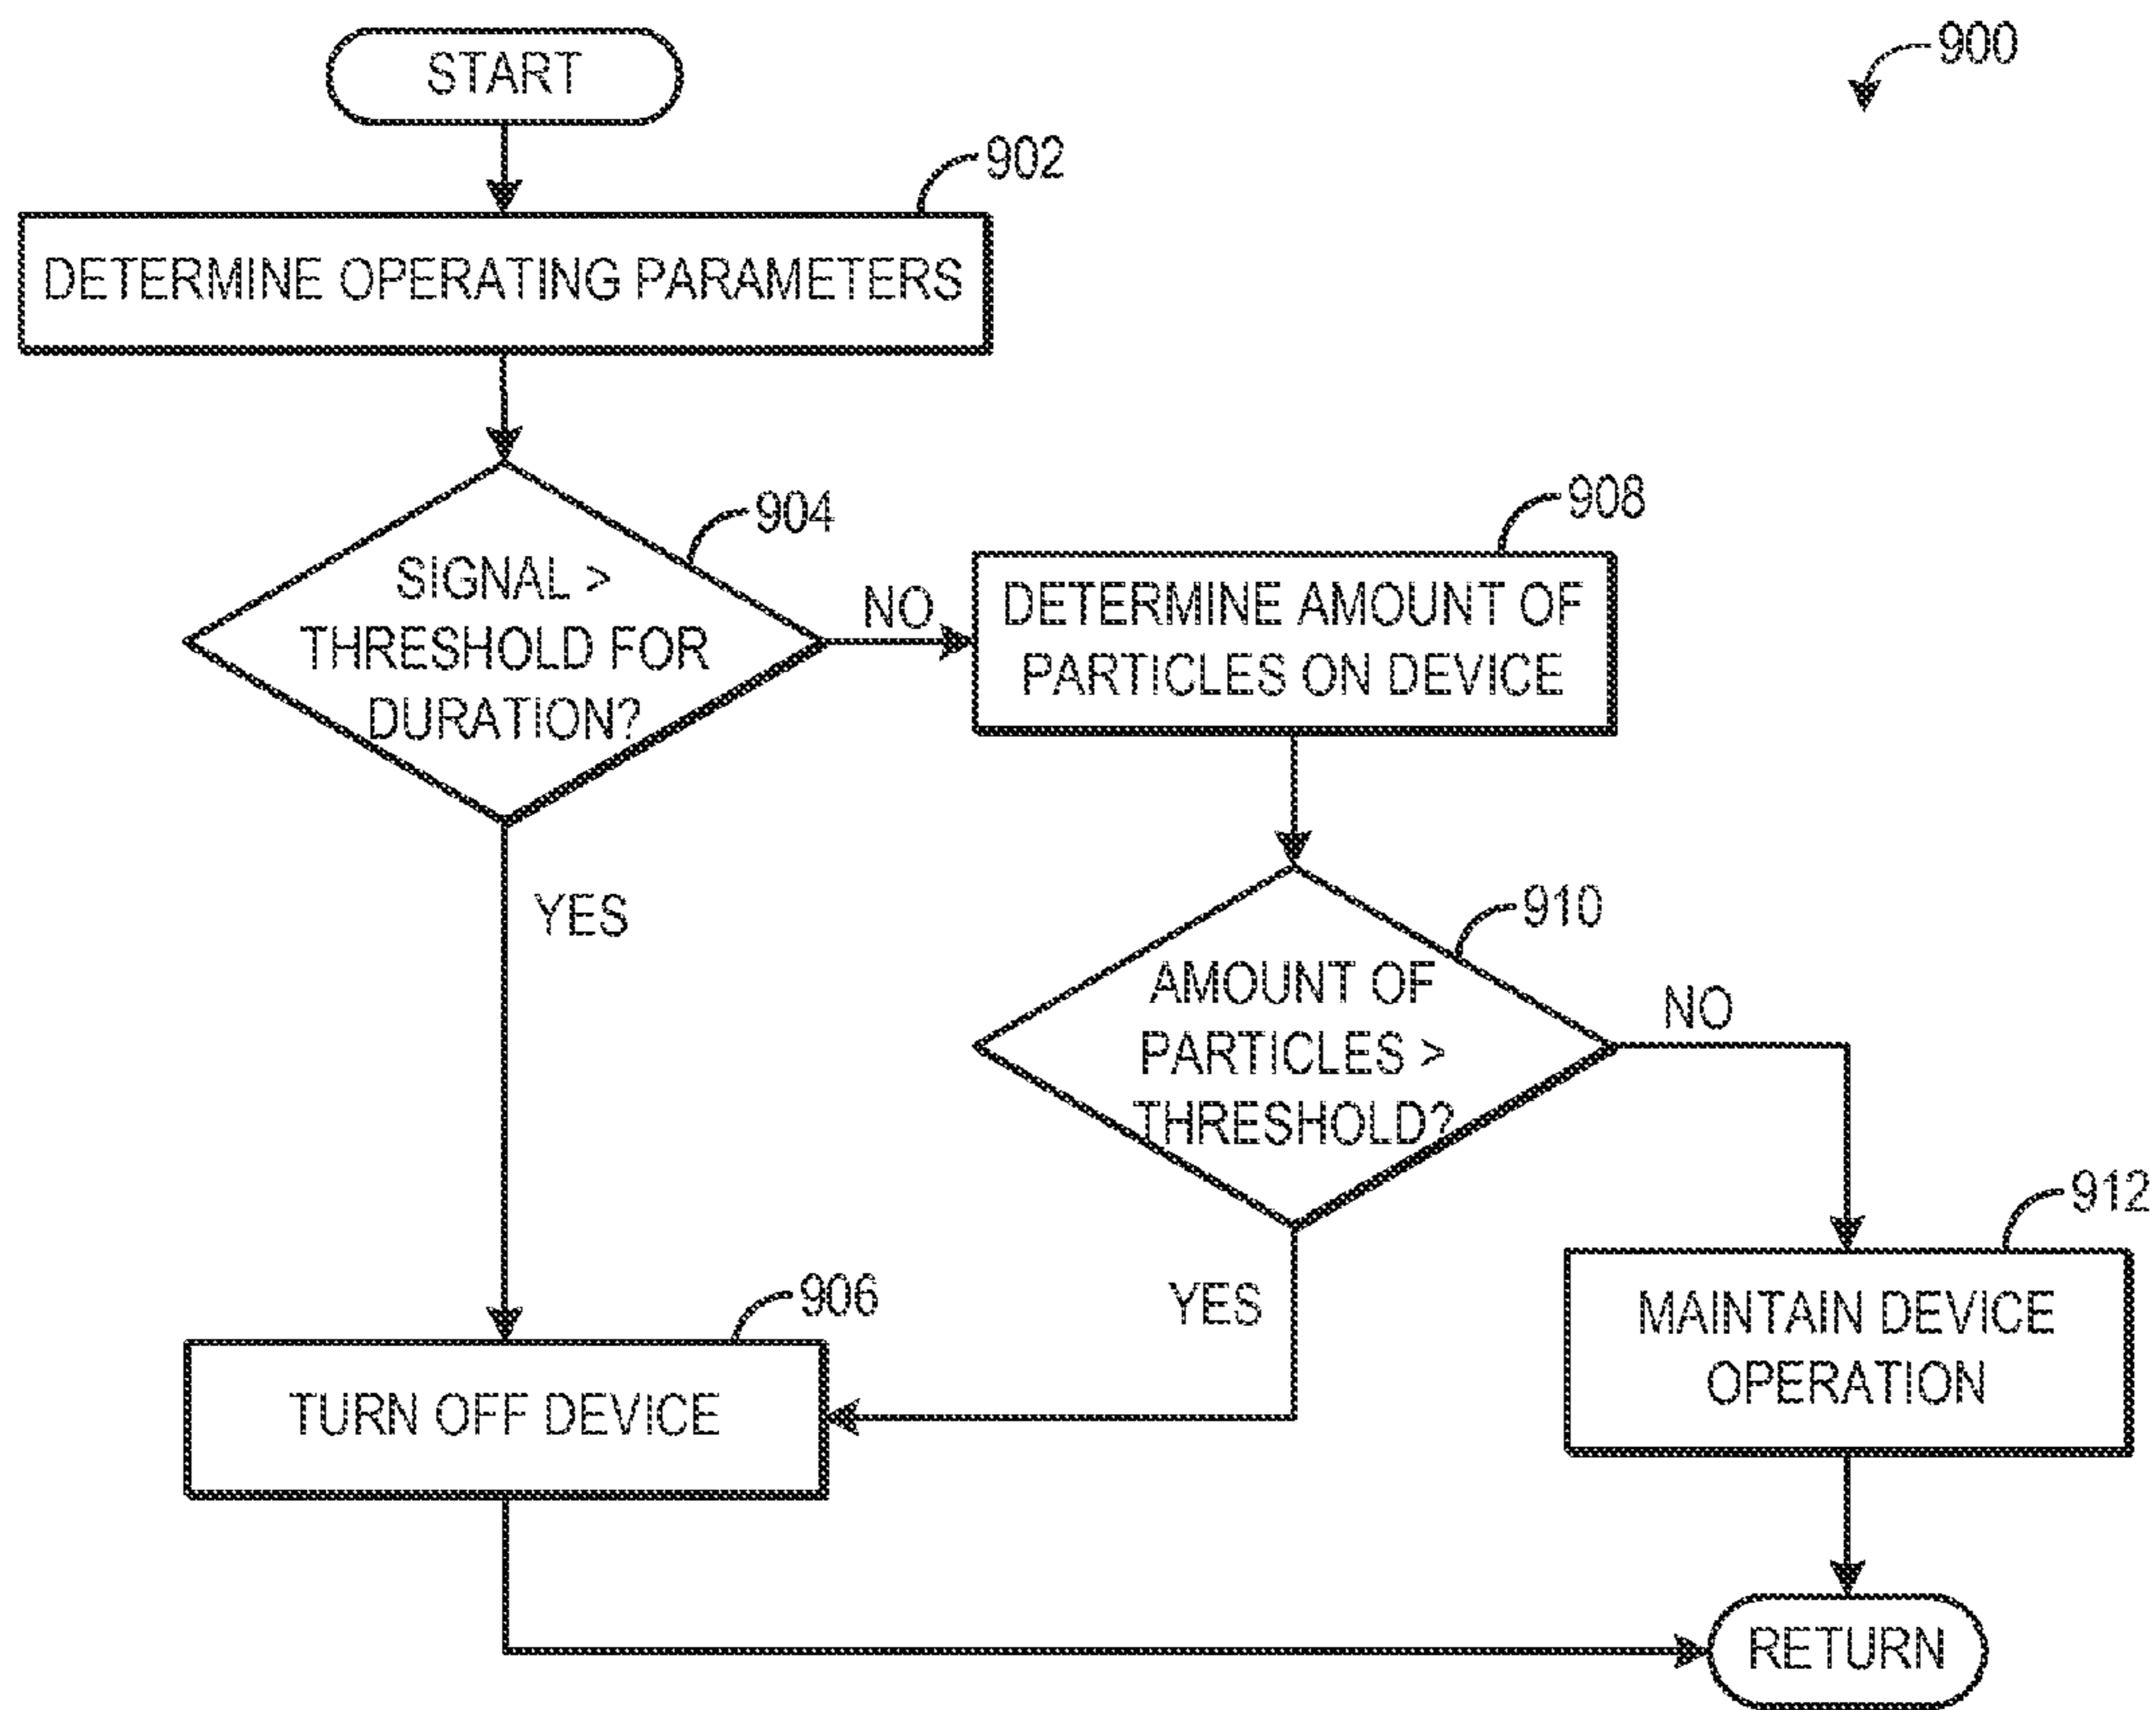 START
900
902
DETERMINE OPERATING PARAMETERS
904
SIGNAL >
THRESHOLD FOR
DURATION?
NO
908
DETERMINE AMOUNT OF
PARTICLES ON DEVICE
YES
910
AMOUNT OF
PARTICLES >
THRESHOLD?
NO
YES
906
TURN OFF DEVICE
912
MAINTAIN DEVICE
OPERATION
RETURN